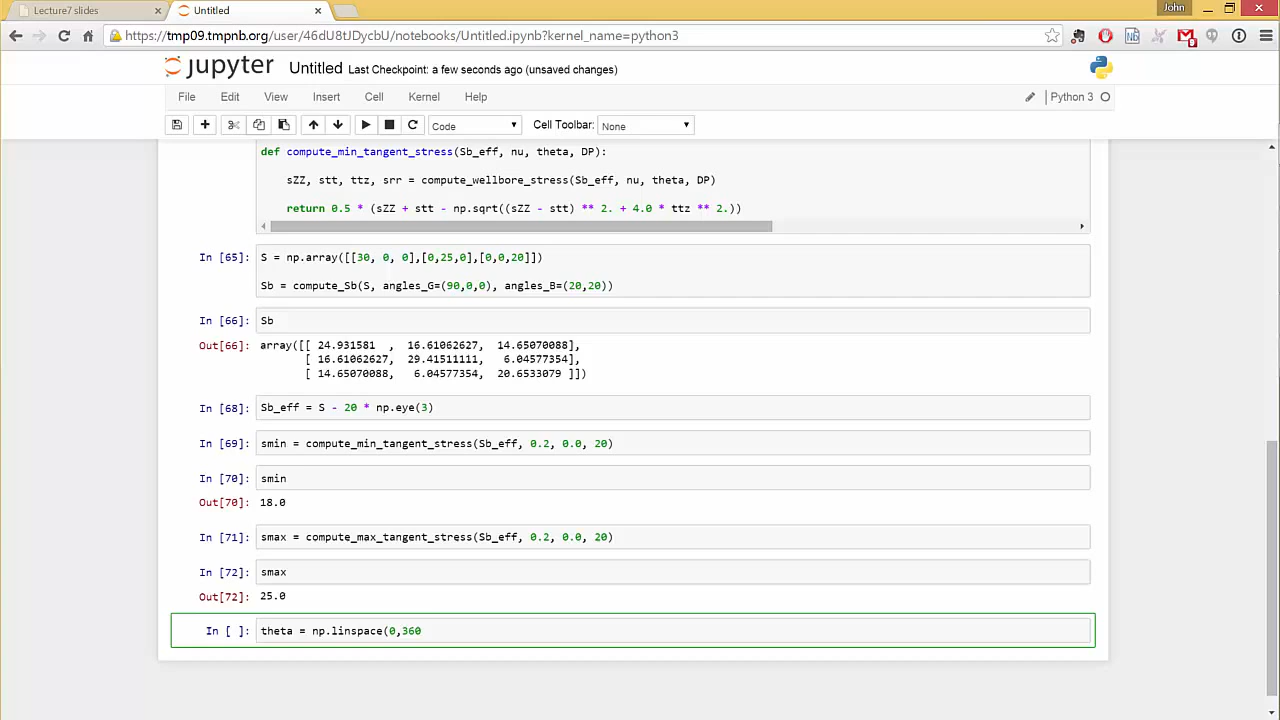 Lecture7 slides
Untitled
John
https://tmp09.tmpnb.org/user/46dU8tJDycbU/notebooks/Untitled.ipynb?kernel_name=python3
jupyter Untitled Last Checkpoint: a few seconds ago (unsaved changes)
File Edit View Insert Cell Kernel Help
Python 3
Code Cell Toolbar: None
def compute_min_tangent_stress(Sb_eff, nu, theta, DP):
sZZ, stt, ttz, srr = compute_wellbore_stress(Sb_eff, nu, theta, DP)
return 0.5 * (sZZ + stt - np.sqrt((sZZ - stt) ** 2. + 4.0 * ttz ** 2.))
In [65]: S = np.array([[30, 0, 0],[0,25,0],[0,0,20]])
Sb = compute_Sb(S, angles_G=(90,0,0), angles_B=(20,20))
In [66]: Sb
Out[66]: array([[ 24.931581  ,  16.61062627,  14.65070088],
[ 16.61062627,  29.41511111,   6.04577354],
[ 14.65070088,   6.04577354,  20.6533079 ]])
In [68]: Sb_eff = S - 20 * np.eye(3)
In [69]: smin = compute_min_tangent_stress(Sb_eff, 0.2, 0.0, 20)
In [70]: smin
Out[70]: 18.0
In [71]: smax = compute_max_tangent_stress(Sb_eff, 0.2, 0.0, 20)
In [72]: smax
Out[72]: 25.0
In [ ]: theta = np.linspace(0,360